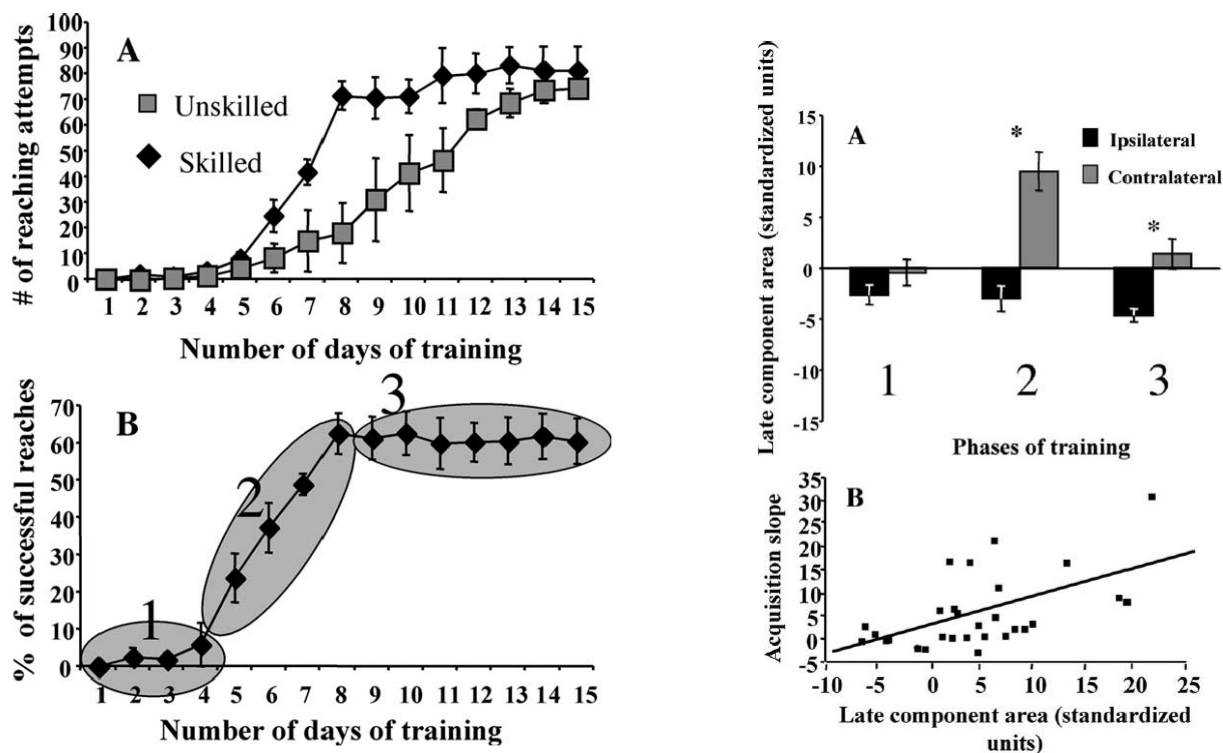 100
90
80
70
60
50
40
30
20
10
0
# of reaching attempts
A
Unskilled
Skilled
1 2 3 4 5 6 7 8 9 10 11 12 13 14 15
Number of days of training
70
60
50
40
30
20
10
0
% of successful reaches
B
1
2
3
1 2 3 4 5 6 7 8 9 10 11 12 13 14 15
Number of days of training
15
10
5
0
-5
-10
-15
Late component area (standardized units)
A
*
*
Ipsilateral
Contralateral
1 2 3
Phases of training
35
30
25
20
15
10
5
0
-5
Acquisition slope
B
-10 -5 0 5 10 15 20 25
Late component area (standardized
units)